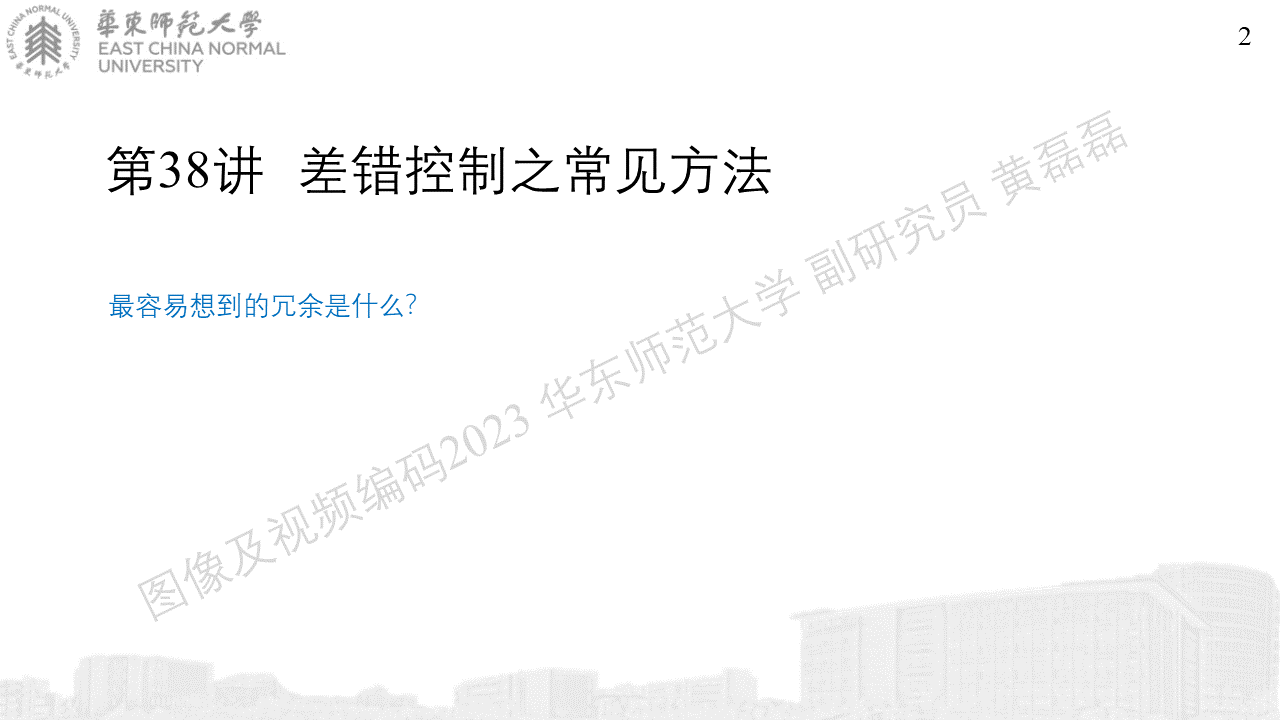 EAST CHINA NORMAL UNIVERSITY
華東師范大學
華東師范大學
EAST CHINA NORMAL
UNIVERSITY
2
第38讲 差错控制之常见方法
最容易想到的冗余是什么？
图像及视频编码2023 华东师范大学 副研究员 黄磊磊